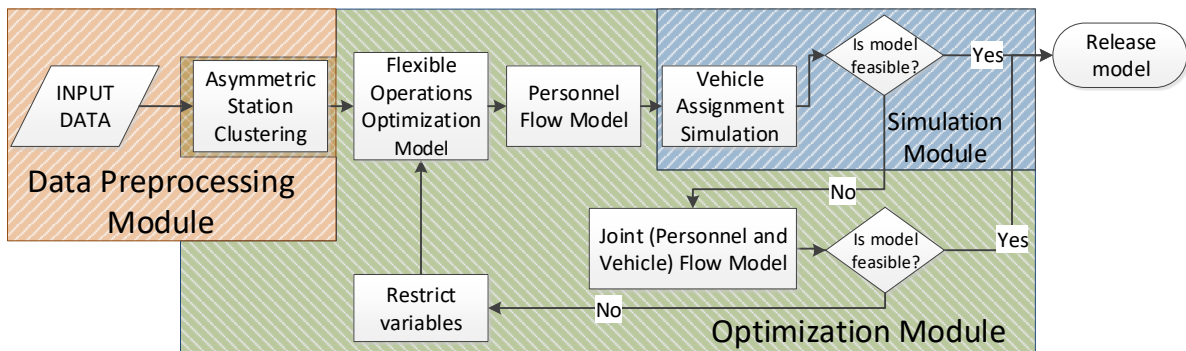 INPUT
DATA
Asymmetric
Station
Clustering
Data Preprocessing
Module
Flexible
Operations
Optimization
Model
Personnel
Flow Model
Vehicle
Assignment
Simulation
Is model
feasible?
Yes
Release
model
Simulation
Module
No
Joint (Personnel and
Vehicle) Flow Model
Is model
feasible?
Yes
No
Restrict
variables
Optimization Module